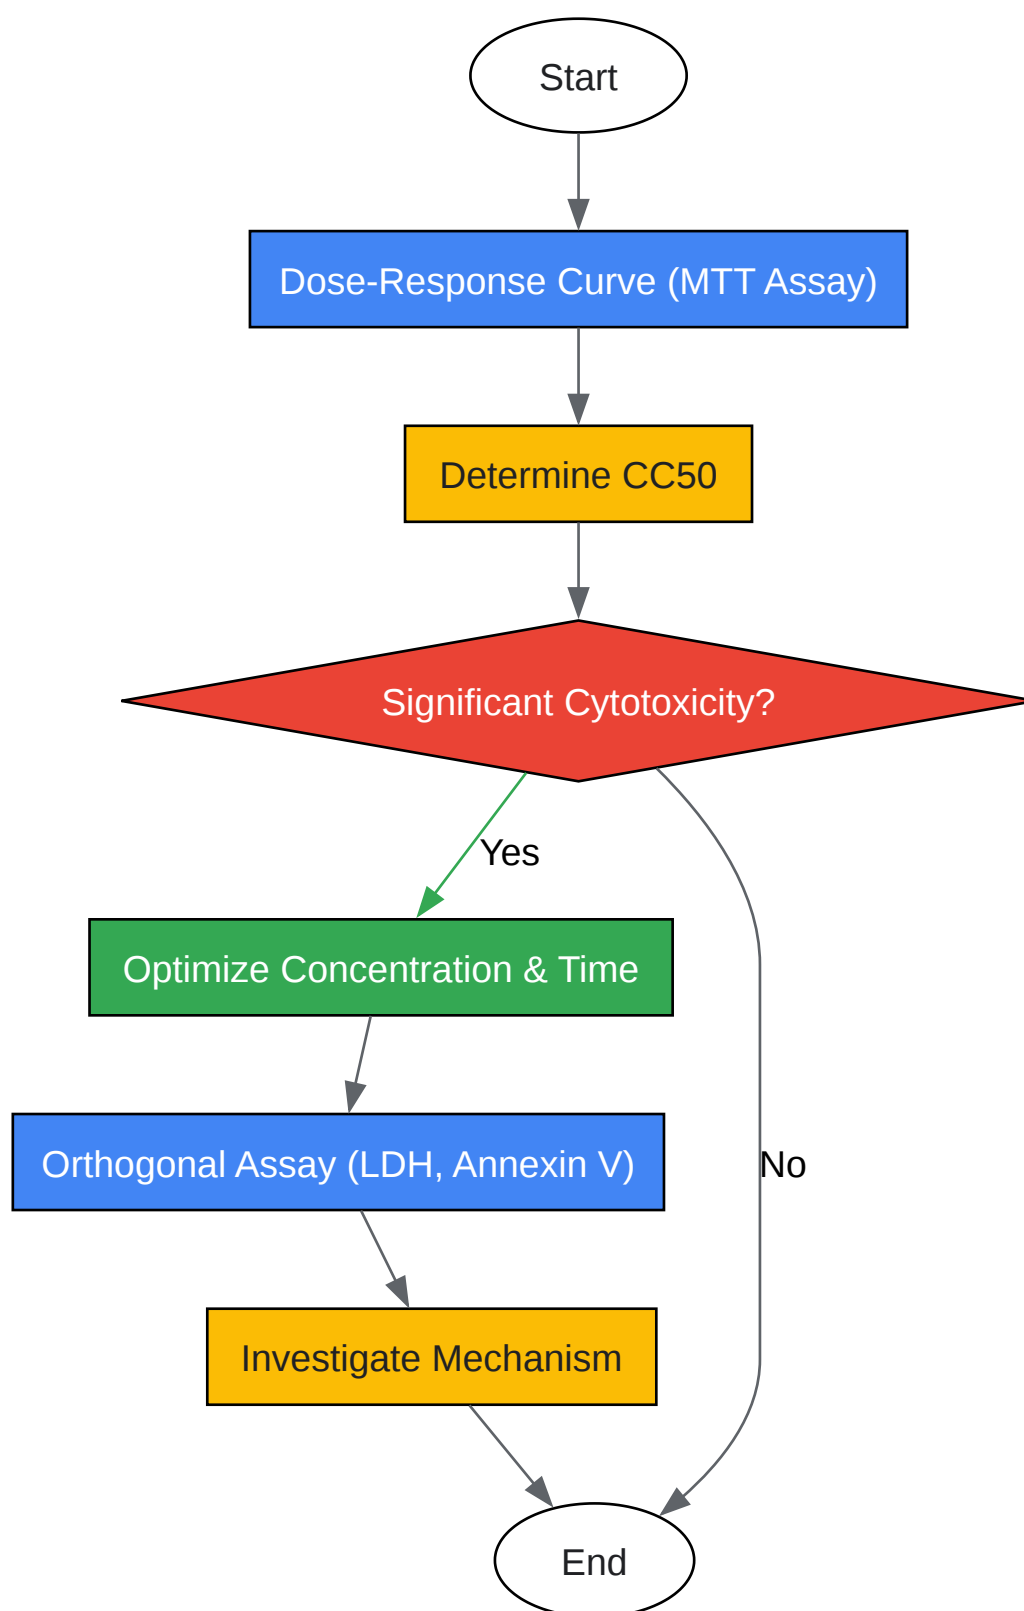 Start
Dose-Response Curve (MTT Assay)
Determine CC50
Significant Cytotoxicity?
Yes
Optimize Concentration & Time
Orthogonal Assay (LDH, Annexin V)
No
Investigate Mechanism
End